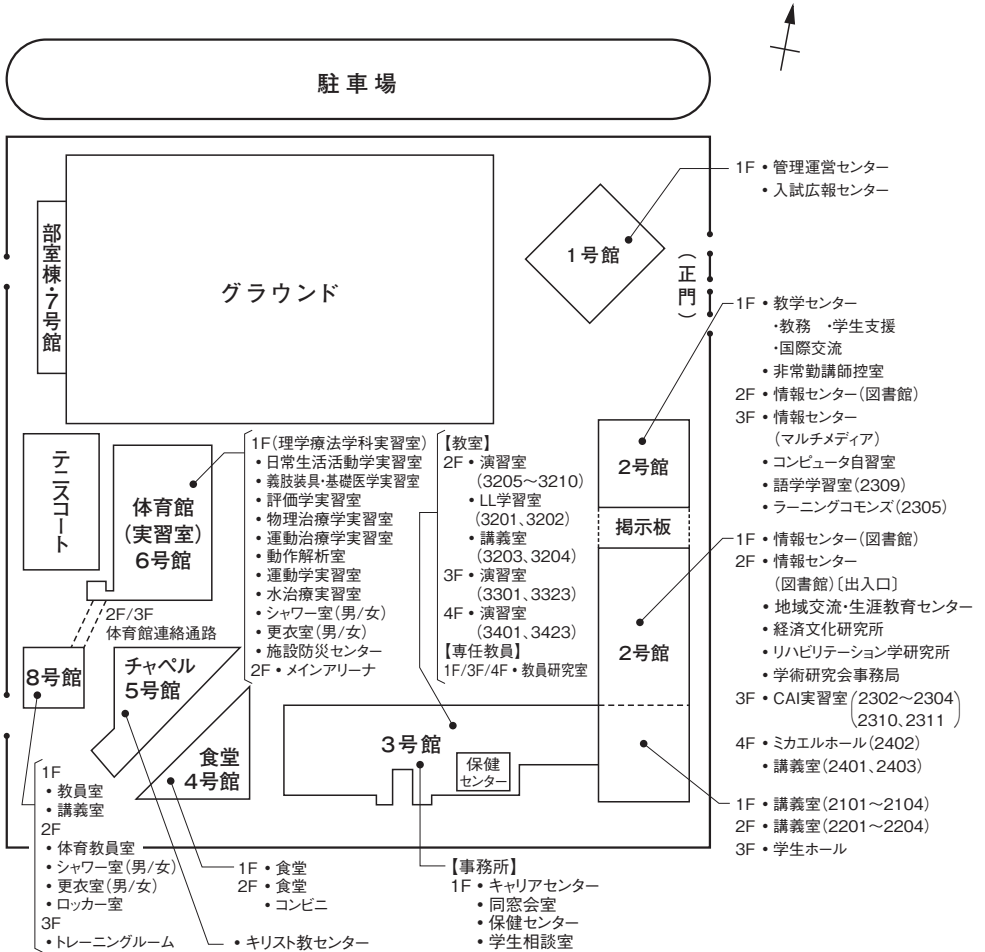 駐車場
部室棟・7号館
グラウンド
1号館
(正門)
1F・管理運営センター
・入試広報センター
テニスコート
体育館
(実習室)
6号館
1F(理学療法学科実習室)
・日常生活活動学実習室
・義肢装具・基礎医学実習室
・評価学実習室
・物理治療学実習室
・運動治療学実習室
・動作解析室
・運動学実習室
・水治療実習室
・シャワー室(男/女)
・更衣室(男/女)
・施設防災センター
2F・メインアリーナ
【教室】
2F・演習室
(3205～3210)
・LL学習室
(3201、3202)
・講義室
(3203、3204)
3F・演習室
(3301、3323)
4F・演習室
(3401、3423)
【専任教員】
1F/3F/4F・教員研究室
2号館
掲示板
2号館
1F・教学センター
・教務 ・学生支援
・国際交流
・非常勤講師控室
2F・情報センター(図書館)
3F・情報センター
(マルチメディア)
・コンピュータ自習室
・語学学習室(2309)
・ラーニングコモンズ(2305)
1F・情報センター(図書館)
2F・情報センター
(図書館)〔出入口〕
・地域交流・生涯教育センター
・経済文化研究所
・リハビリテーション学研究所
・学術研究会事務局
3F・CAI実習室(2302～2304
2310、2311)
4F・ミカエルホール(2402)
・講義室(2401、2403)
1F・講義室(2101～2104)
2F・講義室(2201～2204)
3F・学生ホール
2F/3F
体育館連絡通路
8号館
チャペル
5号館
食堂
4号館
3号館
保健
センター
1F
・教員室
・講義室
2F
・体育教員室
・シャワー室(男/女)
・更衣室(男/女)
・ロッカー室
3F
・トレーニングルーム
・キリスト教センター
1F・食堂
2F・食堂
・コンビニ
【事務所】
1F・キャリアセンター
・同窓会室
・保健センター
・学生相談室